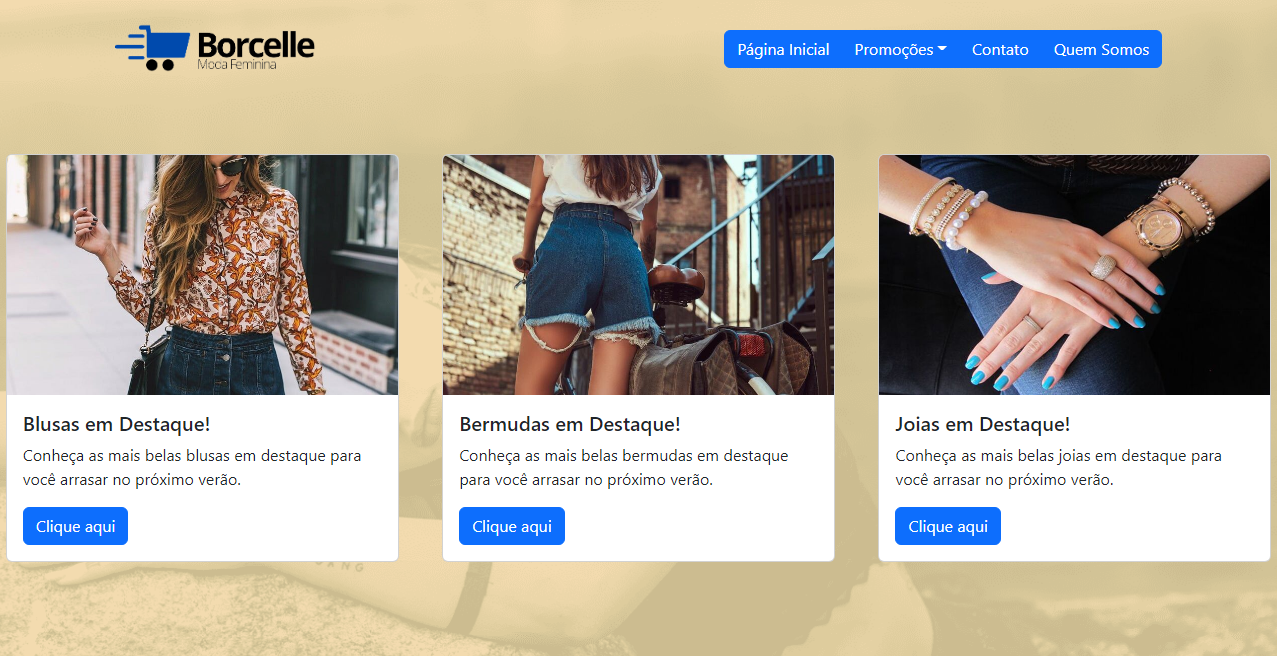 Borcelle
Moda Feminina
Página Inicial
Promoções
Contato
Quem Somos
Blusas em Destaque!
Conheça as mais belas blusas em destaque para
você arrasar no próximo verão.
Clique aqui
Bermudas em Destaque!
Conheça as mais belas bermudas em destaque
para você arrasar no próximo verão.
Clique aqui
Joias em Destaque!
Conheça as mais belas joias em destaque para
você arrasar no próximo verão.
Clique aqui